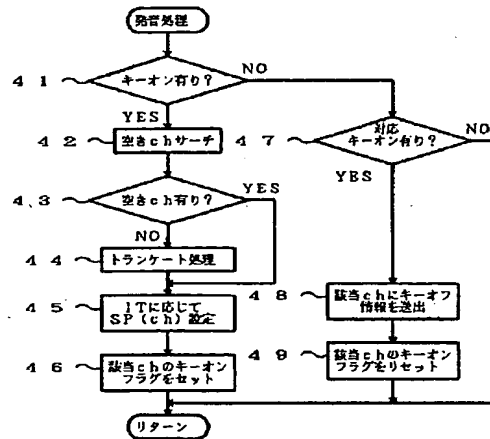 発音処理
41
キーオン有り?
NO
YES
42
空きchサーチ
47
対応
キーオン有り?
NO
YES
43
空きch有り?
YES
NO
44
トランケート処理
45
ITに応じて
SP(ch)設定
48
該当chにキーオフ
情報を送出
46
該当chのキーオン
フラグをセット
49
該当chのキーオン
フラグをリセット
リターン